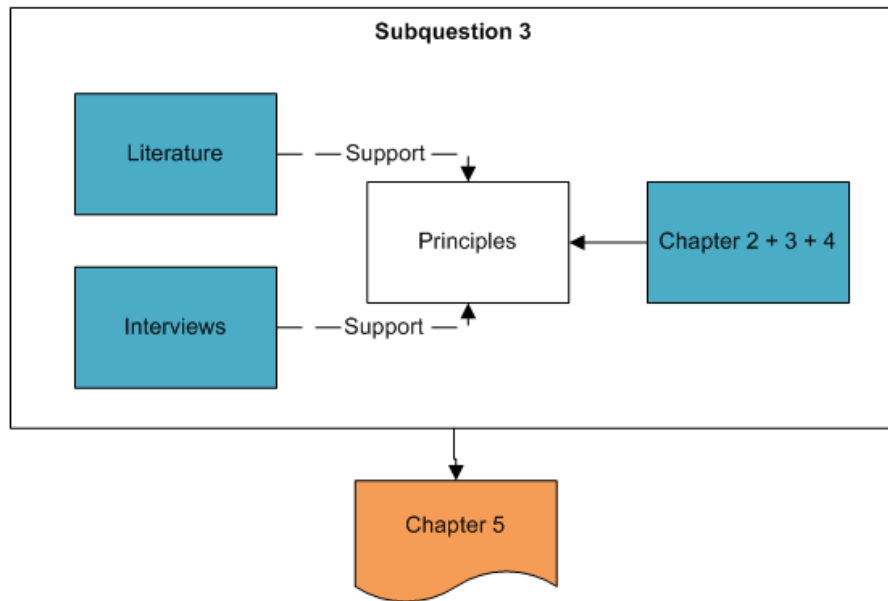 Subquestion 3
Literature
Support
Principles
Chapter 2 + 3 + 4
Interviews
Support
Chapter 5